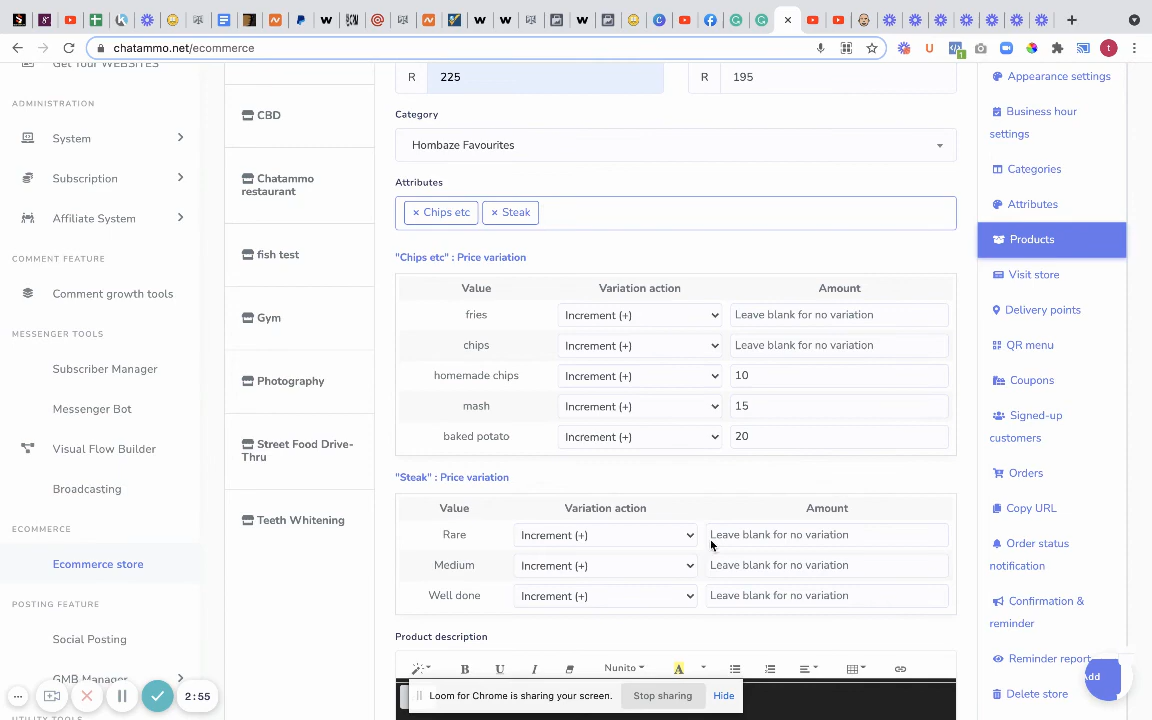 chatammo.net/ecommerce
1
t
Get Your WEBSITES
ADMINISTRATION
System
Subscription
Affiliate System
COMMENT FEATURE
Comment growth tools
MESSENGER TOOLS
Subscriber Manager
Messenger Bot
Visual Flow Builder
Broadcasting
ECOMMERCE
Ecommerce store
POSTING FEATURE
Social Posting
GMB Manager
2:55
CBD
Chatammo
restaurant
fish test
Gym
Photography
Street Food Drive-
Thru
Teeth Whitening
R 225 R 195
Category
Hombaze Favourites
Attributes
× Chips etc × Steak
"Chips etc" : Price variation
Value Variation action Amount
fries Increment (+) Leave blank for no variation
chips Increment (+) Leave blank for no variation
homemade chips Increment (+) 10
mash Increment (+) 15
baked potato Increment (+) 20
"Steak" : Price variation
Value Variation action Amount
Rare Increment (+) Leave blank for no variation
Medium Increment (+) Leave blank for no variation
Well done Increment (+) Leave blank for no variation
Product description
B U I Nunito A
Loom for Chrome is sharing your screen. Stop sharing Hide
Appearance settings
Business hour
settings
Categories
Attributes
Products
Visit store
Delivery points
QR menu
Coupons
Signed-up
customers
Orders
Copy URL
Order status
notification
Confirmation &
reminder
Reminder report
Delete store